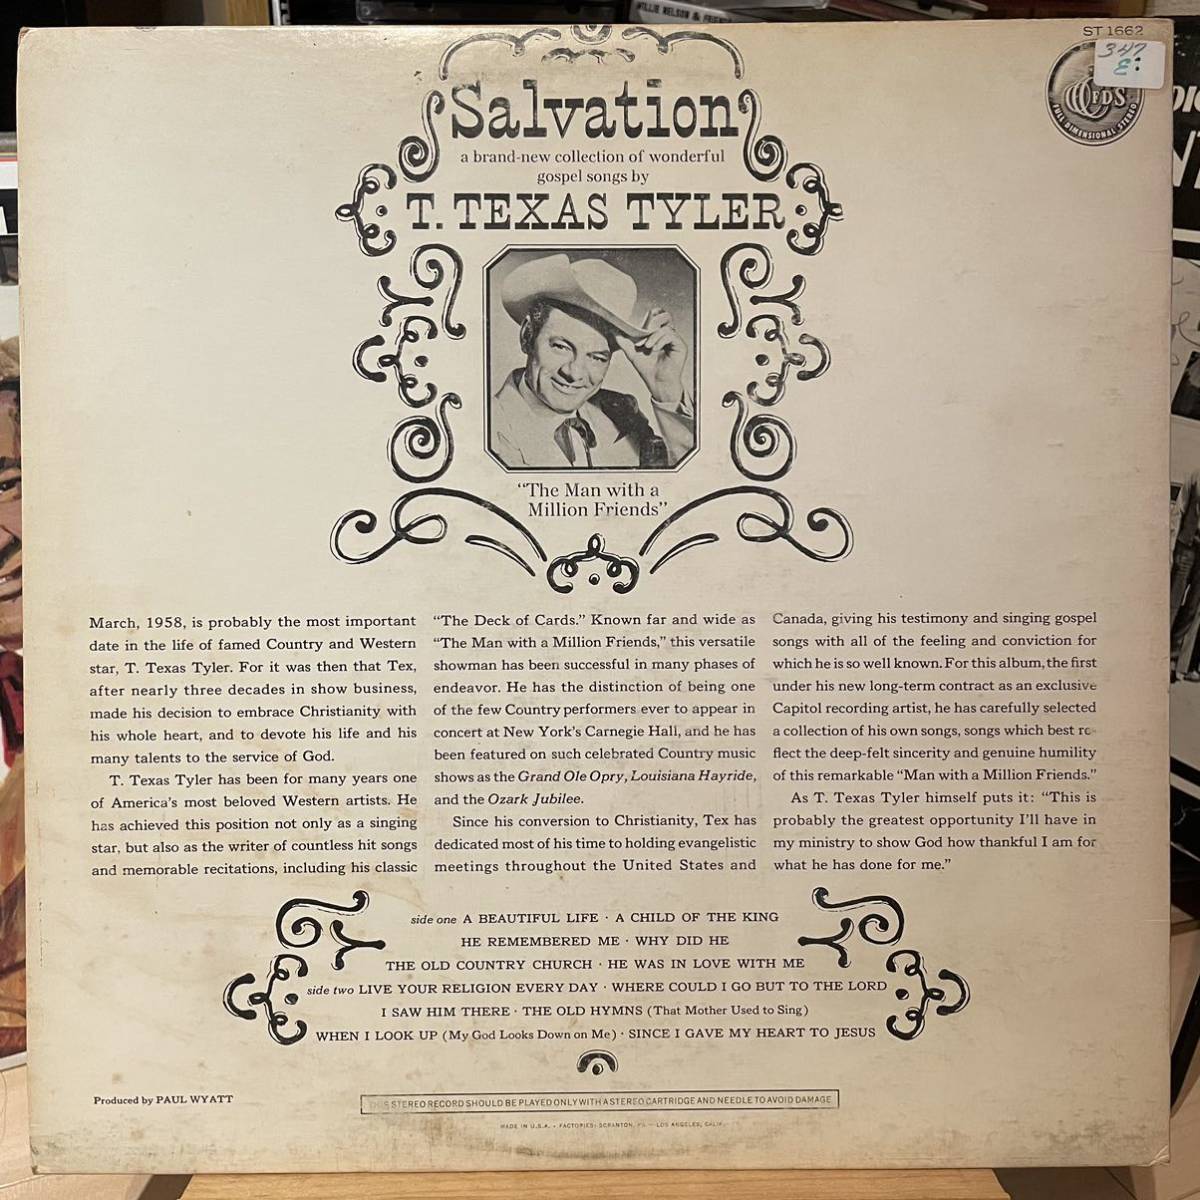 WILLIE NELSON & FRIEN
ST 1662
347
E:
FDS
FULL DIMENSIONAL STEREO
Salvation
a brand-new collection of wonderful
gospel songs by
T. TEXAS TYLER
“The Man with a
Million Friends”
March, 1958, is probably the most important
date in the life of famed Country and Western
star, T. Texas Tyler. For it was then that Tex,
after nearly three decades in show business,
made his decision to embrace Christianity with
his whole heart, and to devote his life and his
many talents to the service of God.
T. Texas Tyler has been for many years one
of America's most beloved Western artists. He
has achieved this position not only as a singing
star, but also as the writer of countless hit songs
and memorable recitations, including his classic
“The Deck of Cards.” Known far and wide as
“The Man with a Million Friends,” this versatile
showman has been successful in many phases of
endeavor. He has the distinction of being one
of the few Country performers ever to appear in
concert at New York's Carnegie Hall, and he has
been featured on such celebrated Country music
shows as the Grand Ole Opry, Louisiana Hayride,
and the Ozark Jubilee.
Since his conversion to Christianity, Tex has
dedicated most of his time to holding evangelistic
meetings throughout the United States and
Canada, giving his testimony and singing gospel
songs with all of the feeling and conviction for
which he is so well known. For this album, the first
under his new long-term contract as an exclusive
Capitol recording artist, he has carefully selected
a collection of his own songs, songs which best re-
flect the deep-felt sincerity and genuine humility
of this remarkable “Man with a Million Friends.”
As T. Texas Tyler himself puts it: “This is
probably the greatest opportunity I'll have in
my ministry to show God how thankful I am for
what he has done for me.”
side one A BEAUTIFUL LIFE · A CHILD OF THE KING
HE REMEMBERED ME · WHY DID HE
THE OLD COUNTRY CHURCH · HE WAS IN LOVE WITH ME
side two LIVE YOUR RELIGION EVERY DAY · WHERE COULD I GO BUT TO THE LORD
I SAW HIM THERE · THE OLD HYMNS (That Mother Used to Sing)
WHEN I LOOK UP (My God Looks Down on Me) · SINCE I GAVE MY HEART TO JESUS
Produced by PAUL WYATT
THIS STEREO RECORD SHOULD BE PLAYED ONLY WITH A STEREO CARTRIDGE AND NEEDLE TO AVOID DAMAGE
MADE IN U.S.A. • FACTORIES: SCRANTON, PA. — LOS ANGELES, CALIF.